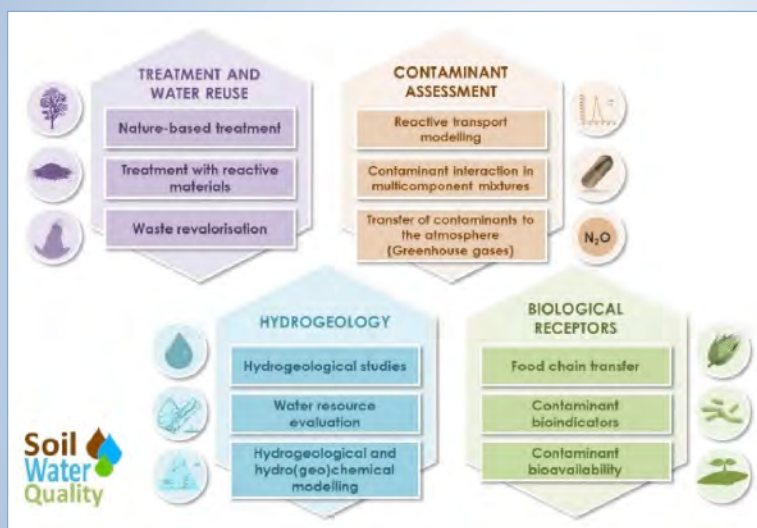 TREATMENT AND
WATER REUSE
Nature-based treatment
Treatment with reactive
materials
Waste revalorisation
CONTAMINANT
ASSESSMENT
Reactive transport
modelling
Contaminant interaction in
multicomponent mixtures
Transfer of contaminants to
the atmosphere
(Greenhouse gases)
N₂O
HYDROGEOLOGY
Hydrogeological studies
Water resource
evaluation
Hydrogeological and
hydro(geo)chemical
modelling
BIOLOGICAL
RECEPTORS
Food chain transfer
Contaminant
bioindicators
Contaminant
bioavailability
Soil
Water
Quality